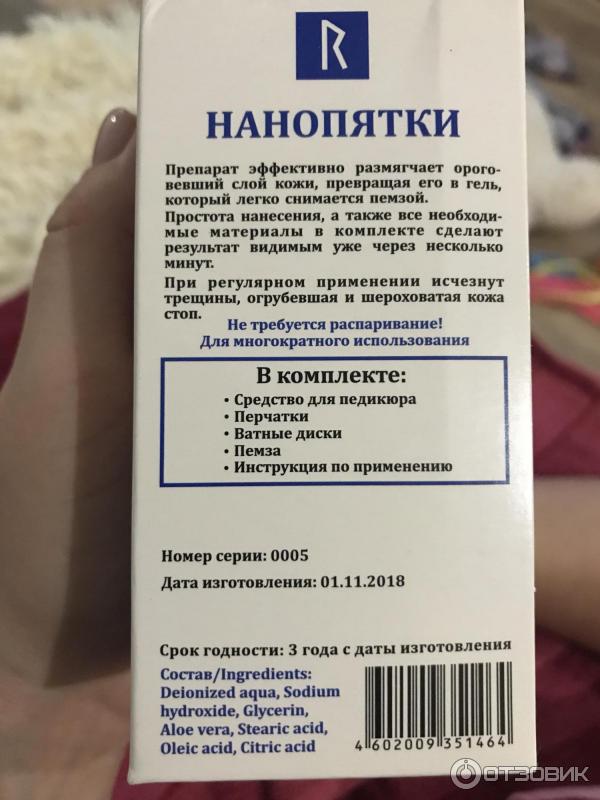 R
НАНОПЯТКИ
Препарат эффективно размягчает орого-
вевший слой кожи, превращая его в гель,
который легко снимается пемзой.
Простота нанесения, а также все необходи-
мые материалы в комплекте сделают
результат видимым уже через несколько
минут.
При регулярном применении исчезнут
трещины, огрубевшая и шероховатая кожа
стоп.
Не требуется распаривание!
Для многократного использования
В комплекте:
• Средство для педикюра
• Перчатки
• Ватные диски
• Пемза
• Инструкция по применению
Номер серии: 0005
Дата изготовления: 01.11.2018
Срок годности: 3 года с даты изготовления
Состав/Ingredients:
Deionized aqua, Sodium
hydroxide, Glycerin,
Aloe vera, Stearic acid,
Oleic acid, Citric acid
4 602009 351464
ОТЗОВИК